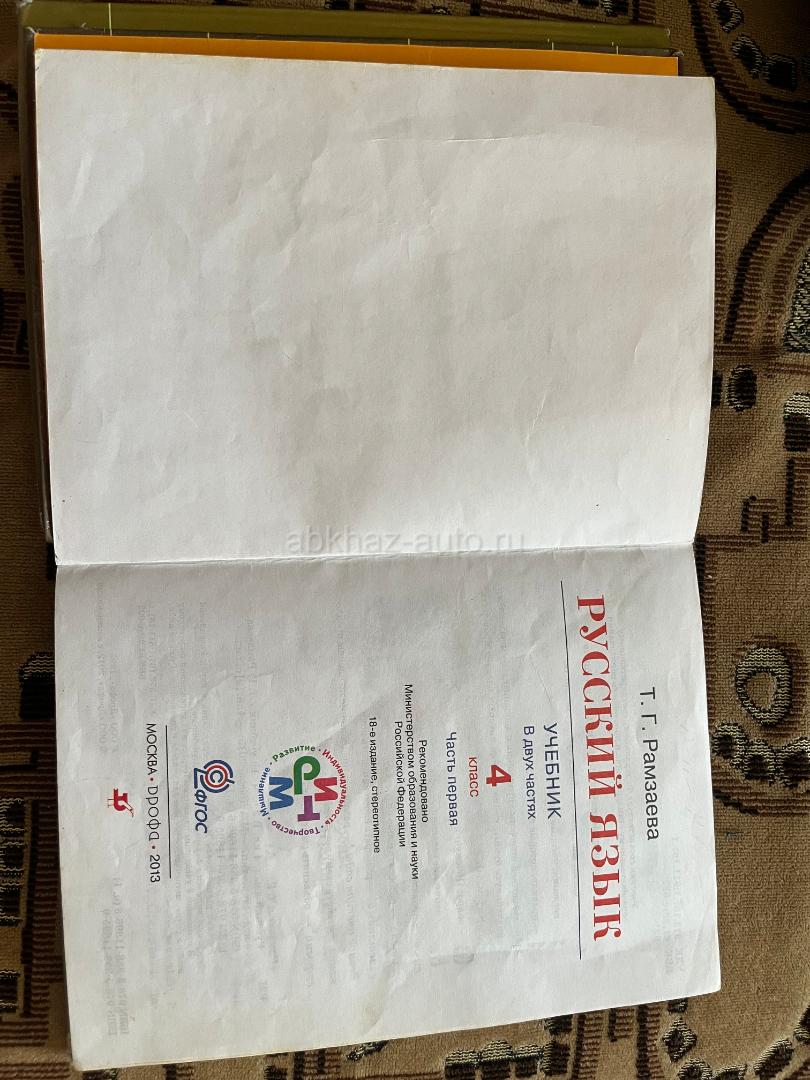 Т. Г. Рамзаева
РУССКИЙ ЯЗЫК
УЧЕБНИК
В двух частях
4
класс
Часть первая
Рекомендовано
Министерством образования и науки
Российской Федерации
18-е издание, стереотипное
Развитие • Индивидуальность • Творчество • Мышление •
РИТМ
ФГОС
МОСКВА • Дрофа • 2013
abkhaz-auto.ru